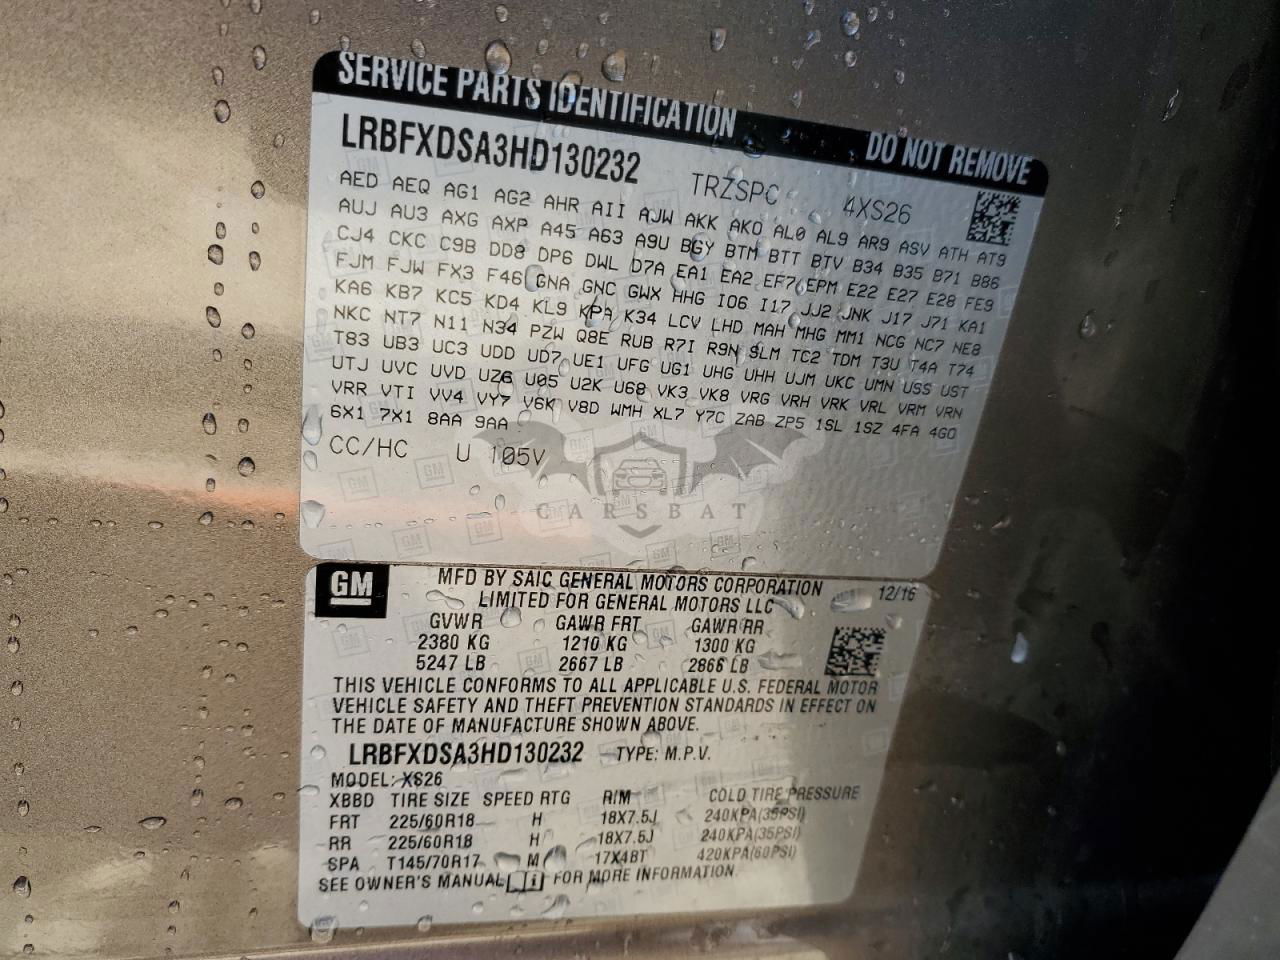 SERVICE PARTS IDENTIFICATION DO NOT REMOVE
LRBFXDSA3HD130232 TRZSPC 4XS26
AED AEQ AG1 AG2 AHR AII AJW AKK AKO AL0 AL9 AR9 ASV ATH AT9
AUJ AU3 AXG AXP A45 A63 A9U BGY BTM BTT BTV B34 B35 B71 B86
CJ4 CKC C9B DD8 DP6 DWL D7A EA1 EA2 EF7 EPM E22 E27 E28 FE9
FJM FJW FX3 F46 GNA GNC GWX HHG I06 I17 JJ2 JNK J17 J71 KA1
KA6 KB7 KC5 KD4 KL9 KPA K34 LCV LHD MAH MHG MM1 NCG NC7 NE8
NKC NT7 N11 N34 PZW Q8E RUB R7I R9N SLM TC2 TDM T3U T4A T74
T83 UB3 UC3 UDD UD7 UE1 UFG UG1 UHG UHH UJM UKC UMN USS UST
UTJ UVC UVD UZ6 U05 U2K U68 VK3 VK8 VRG VRH VRK VRL VRM VRN
VRR VTI VV4 VY7 V6K V8D WMH XL7 Y7C ZAB ZP5 1SL 1SZ 4FA 4G0
6X1 7X1 8AA 9AA
CC/HC U 105V
CARSBAT
GM MFD BY SAIC GENERAL MOTORS CORPORATION 12/16
LIMITED FOR GENERAL MOTORS LLC
GVWR GAWR FRT GAWR RR
2380 KG 1210 KG 1300 KG
5247 LB 2667 LB 2866 LB
THIS VEHICLE CONFORMS TO ALL APPLICABLE U.S. FEDERAL MOTOR
VEHICLE SAFETY AND THEFT PREVENTION STANDARDS IN EFFECT ON
THE DATE OF MANUFACTURE SHOWN ABOVE.
LRBFXDSA3HD130232 TYPE: M.P.V.
MODEL: XS26
XBBD TIRE SIZE SPEED RTG RIM COLD TIRE PRESSURE
FRT 225/60R18 H 18X7.5J 240KPA(35PSI)
RR 225/60R18 H 18X7.5J 240KPA(35PSI)
SPA T145/70R17 M 17X4BT 420KPA(60PSI)
SEE OWNER'S MANUAL FOR MORE INFORMATION.